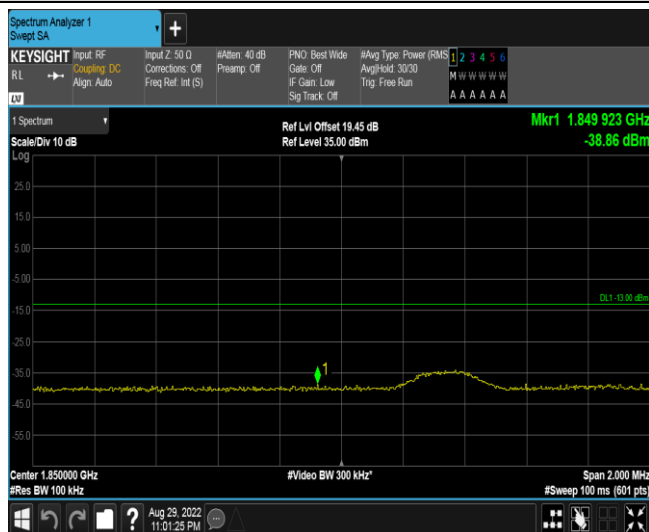 Spectrum Analyzer 1
Swept SA
+
KEYSIGHT
RL
LXI
Input: RF
Coupling: DC
Align: Auto
Input Z: 50 Ω
Corrections: Off
Freq Ref: Int (S)
#Atten: 40 dB
Preamp: Off
PNO: Best Wide
Gate: Off
IF Gain: Low
Sig Track: Off
#Avg Type: Power (RMS
Avg|Hold: 30/30
Trig: Free Run
1 2 3 4 5 6
M W W W W W
A A A A A A
1 Spectrum
Scale/Div 10 dB
Ref Lvl Offset 19.45 dB
Ref Level 35.00 dBm
Mkr1 1.849 923 GHz
-38.86 dBm
Log
25.0
15.0
5.00
-5.00
DL1 -13.00 dBm
-15.0
-25.0
-35.0
1
-45.0
-55.0
Center 1.850000 GHz
#Video BW 300 kHz*
Span 2.000 MHz
#Res BW 100 kHz
#Sweep 100 ms (601 pts)
?
Aug 29, 2022
11:01:25 PM